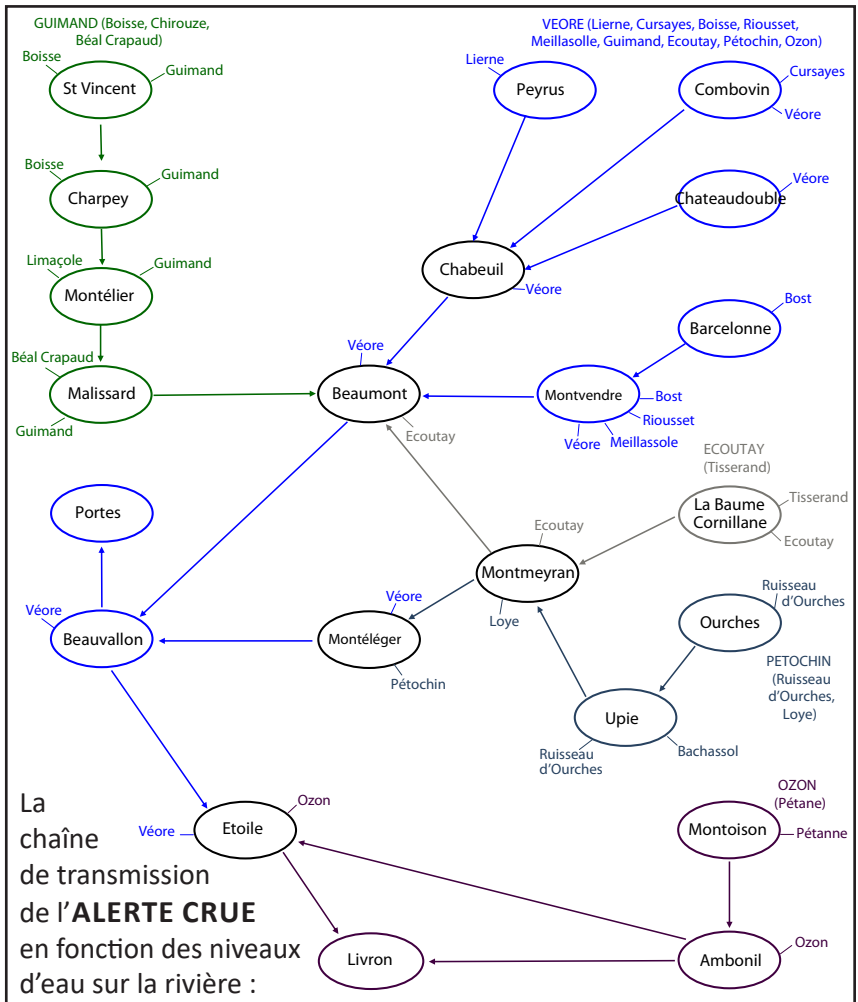 GUIMAND (Boisse, Chirouze,
Béal Crapaud)
VEORE (Lierne, Cursayes, Boisse, Riousset,
Meillasolle, Guimand, Ecoutay, Pétochin, Ozon)
Boisse
Guimand
St Vincent
Lierne
Peyrus
Cursayes
Combovin
Véore
Boisse
Guimand
Charpey
Véore
Chateaudouble
Limaçole
Guimand
Montélier
Chabeuil
Véore
Bost
Barcelonne
Béal Crapaud
Malissard
Guimand
Véore
Beaumont
Ecoutay
Montvendre
Bost
Riousset
Meillassole
Véore
ECOUTAY
(Tisserand)
Portes
La Baume
Cornillane
Tisserand
Ecoutay
Ecoutay
Montmeyran
Loye
Ruisseau
d'Ourches
Ourches
Véore
Beauvallon
Véore
Montéléger
Pétochin
PETOCHIN
(Ruisseau
d'Ourches,
Loye)
Upie
Ruisseau
d'Ourches
Bachassol
Ozon
Etoile
Véore
OZON
(Pétane)
Montoison
Pétanne
Livron
Ozon
Ambonil
La
chaîne
de transmission
de l'ALERTE CRUE
en fonction des niveaux
d'eau sur la rivière :